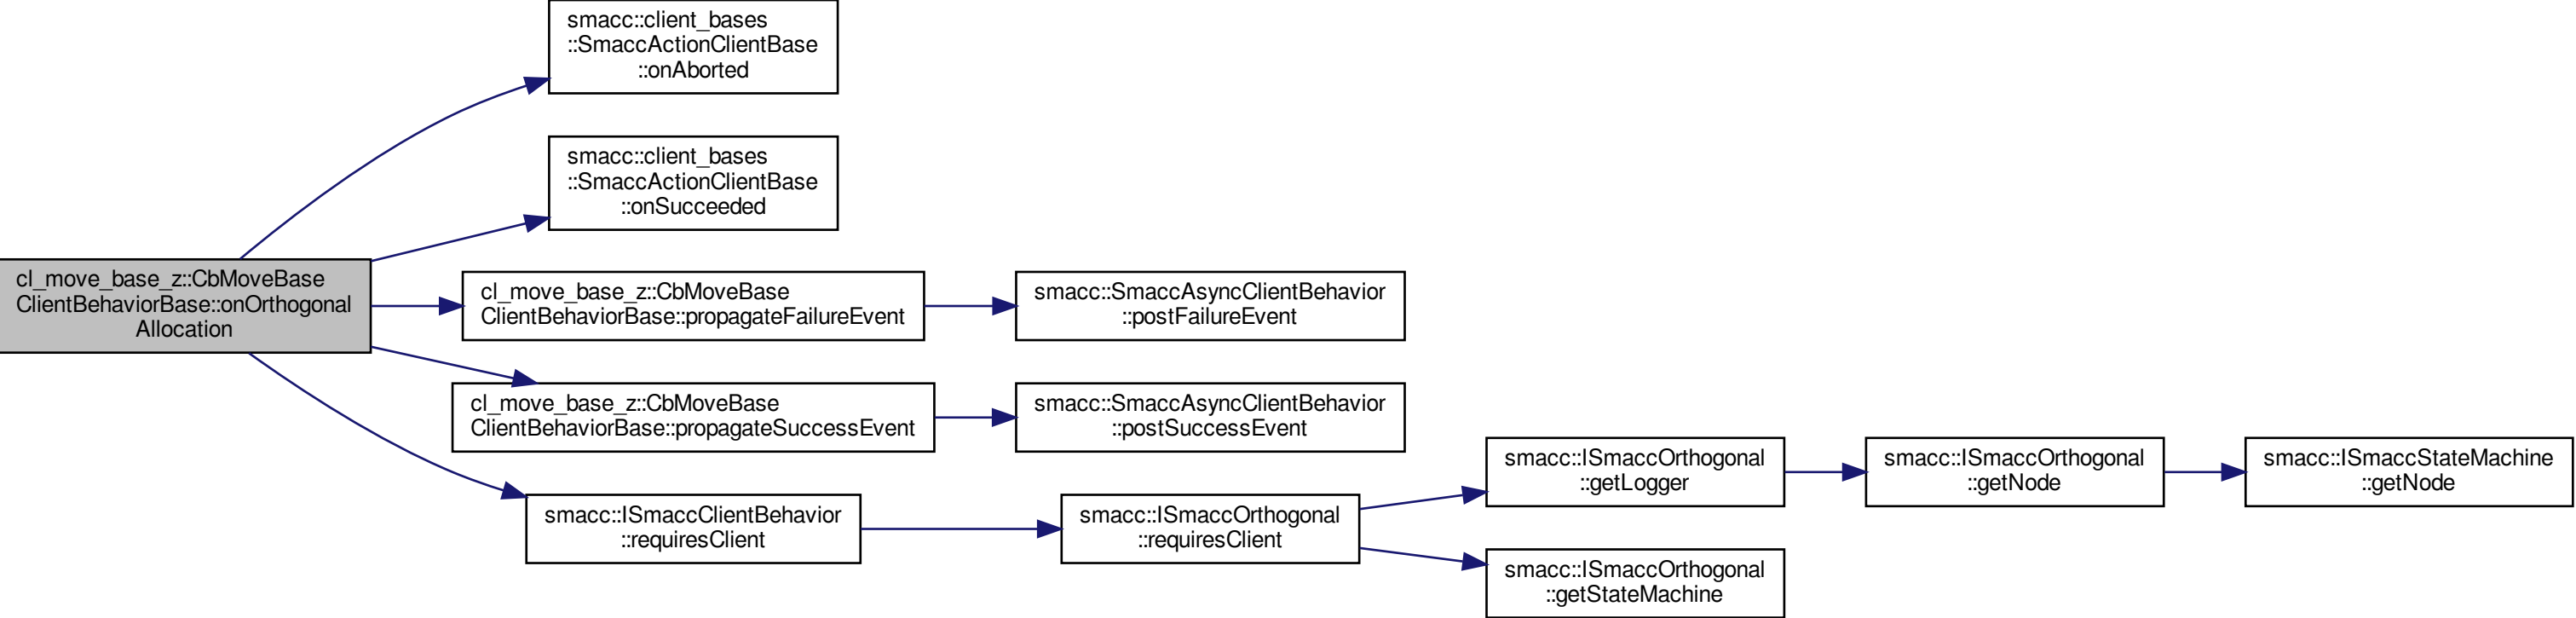 smacc::client_bases
::SmaccActionClientBase
::onAborted
smacc::client_bases
::SmaccActionClientBase
::onSucceeded
cl_move_base_z::CbMoveBase
ClientBehaviorBase::onOrthogonal
Allocation
cl_move_base_z::CbMoveBase
ClientBehaviorBase::propagateFailureEvent
smacc::SmaccAsyncClientBehavior
::postFailureEvent
cl_move_base_z::CbMoveBase
ClientBehaviorBase::propagateSuccessEvent
smacc::SmaccAsyncClientBehavior
::postSuccessEvent
smacc::ISmaccClientBehavior
::requiresClient
smacc::ISmaccOrthogonal
::requiresClient
smacc::ISmaccOrthogonal
::getLogger
smacc::ISmaccOrthogonal
::getNode
smacc::ISmaccStateMachine
::getNode
smacc::ISmaccOrthogonal
::getStateMachine